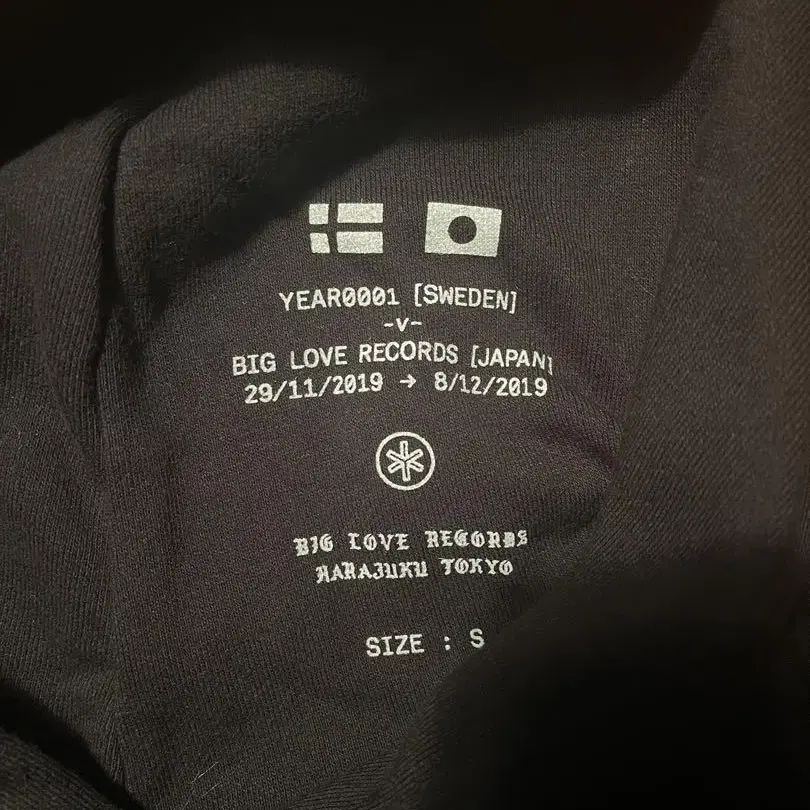 YEAR0001 [SWEDEN]
-v-
BIG LOVE RECORDS [JAPAN]
29/11/2019 → 8/12/2019
BIG LOVE RECORDS
HARAJUKU TOKYO
SIZE : S